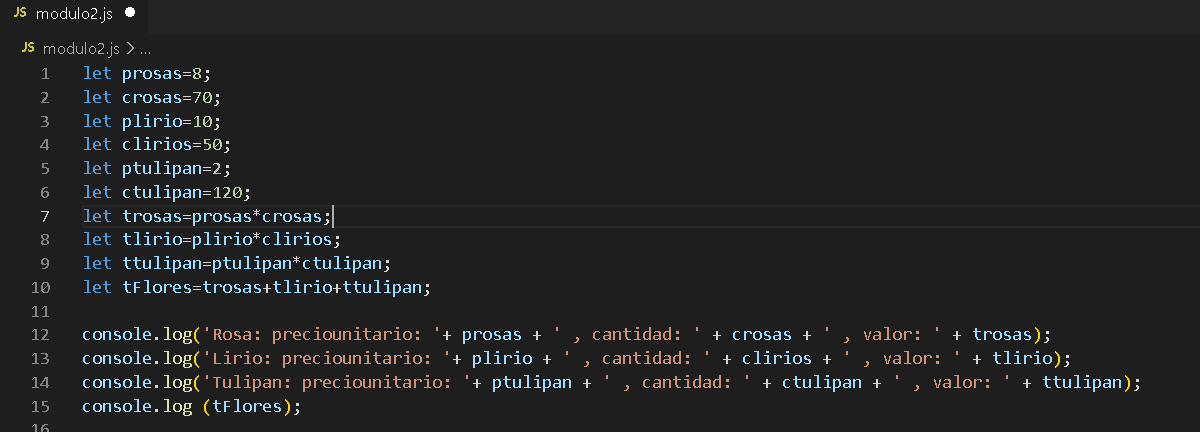 JS modulo2.js ●
JS modulo2.js > ...
1 let prosas=8;
2 let crosas=70;
3 let plirio=10;
4 let clirios=50;
5 let ptulipan=2;
6 let ctulipan=120;
7 let trosas=prosas*crosas;
8 let tlirio=plirio*clirios;
9 let ttulipan=ptulipan*ctulipan;
10 let tFlores=trosas+tlirio+ttulipan;
11
12 console.log('Rosa: preciounitario: '+ prosas + ' , cantidad: ' + crosas + ' , valor: ' + trosas);
13 console.log('Lirio: preciounitario: '+ plirio + ' , cantidad: ' + clirios + ' , valor: ' + tlirio);
14 console.log('Tulipan: preciounitario: '+ ptulipan + ' , cantidad: ' + ctulipan + ' , valor: ' + ttulipan);
15 console.log (tFlores);
16